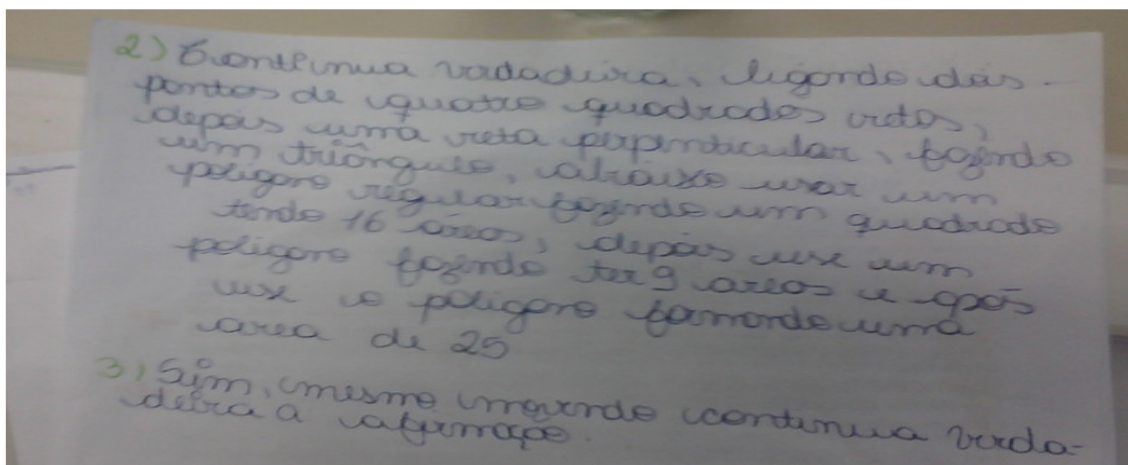 2) Continua verdadeira, ligando dois
pontos de quatro quadrados retos,
depois uma reta perpendicular, fazendo
um triângulo, abaixo usar um
polígono regular fazendo um quadrado
tendo 16 áreas, depois use um
polígono fazendo ter 9 areas e após
use o polígono formando uma
area de 25
3) Sim, mesmo movendo continua verda-
deira a afirmação.